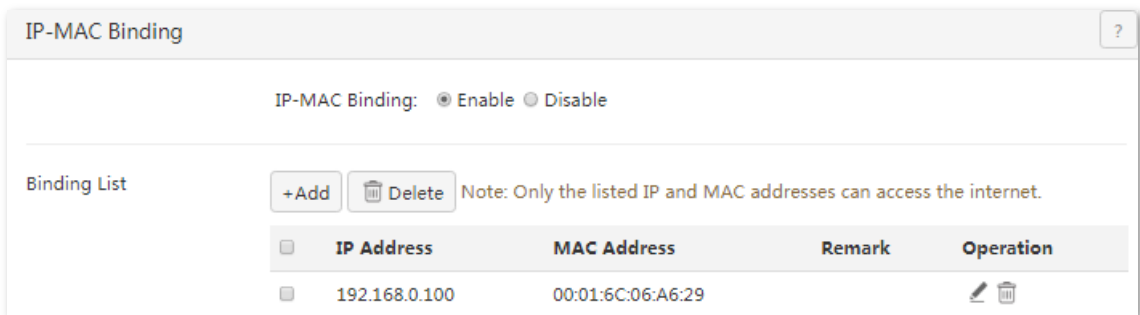 IP-MAC Binding ?
IP-MAC Binding: Enable Disable
Binding List +Add Delete Note: Only the listed IP and MAC addresses can access the internet.
IP Address MAC Address Remark Operation
192.168.0.100 00:01:6C:06:A6:29